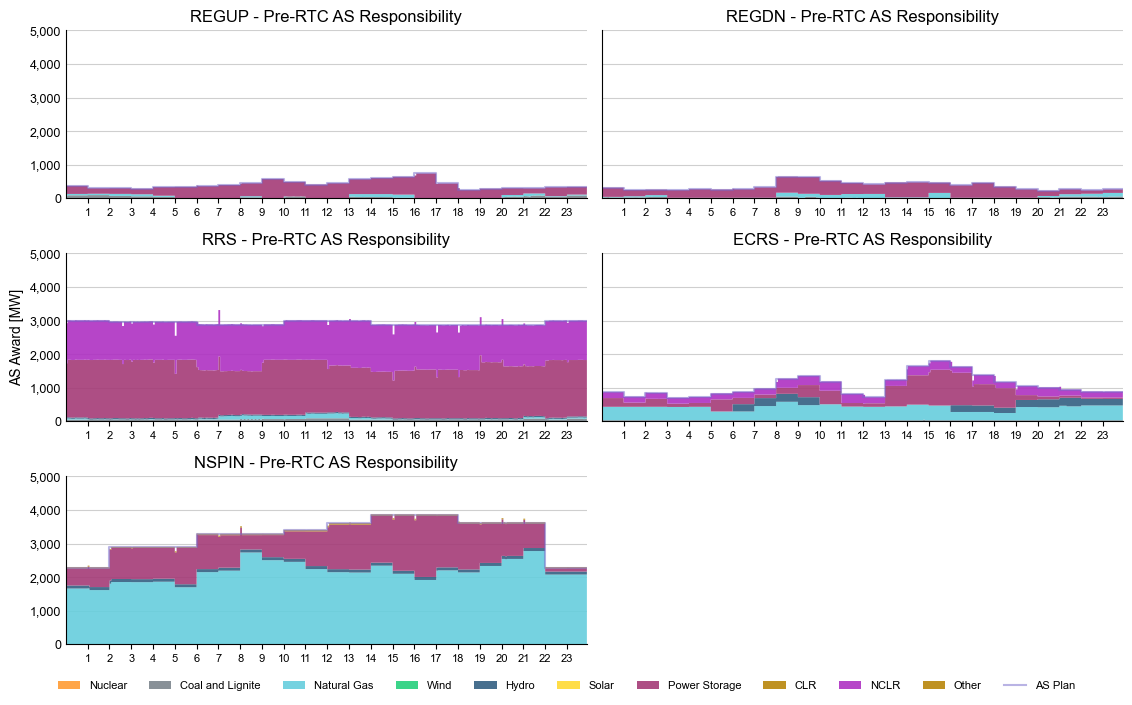 REGUP - Pre-RTC AS Responsibility
5,000
4,000
3,000
2,000
1,000
0
1 2 3 4 5 6 7 8 9 10 11 12 13 14 15 16 17 18 19 20 21 22 23
REGDN - Pre-RTC AS Responsibility
1 2 3 4 5 6 7 8 9 10 11 12 13 14 15 16 17 18 19 20 21 22 23
AS Award [MW]
RRS - Pre-RTC AS Responsibility
5,000
4,000
3,000
2,000
1,000
0
1 2 3 4 5 6 7 8 9 10 11 12 13 14 15 16 17 18 19 20 21 22 23
ECRS - Pre-RTC AS Responsibility
1 2 3 4 5 6 7 8 9 10 11 12 13 14 15 16 17 18 19 20 21 22 23
NSPIN - Pre-RTC AS Responsibility
5,000
4,000
3,000
2,000
1,000
0
1 2 3 4 5 6 7 8 9 10 11 12 13 14 15 16 17 18 19 20 21 22 23
Nuclear Coal and Lignite Natural Gas Wind Hydro Solar Power Storage CLR NCLR Other AS Plan